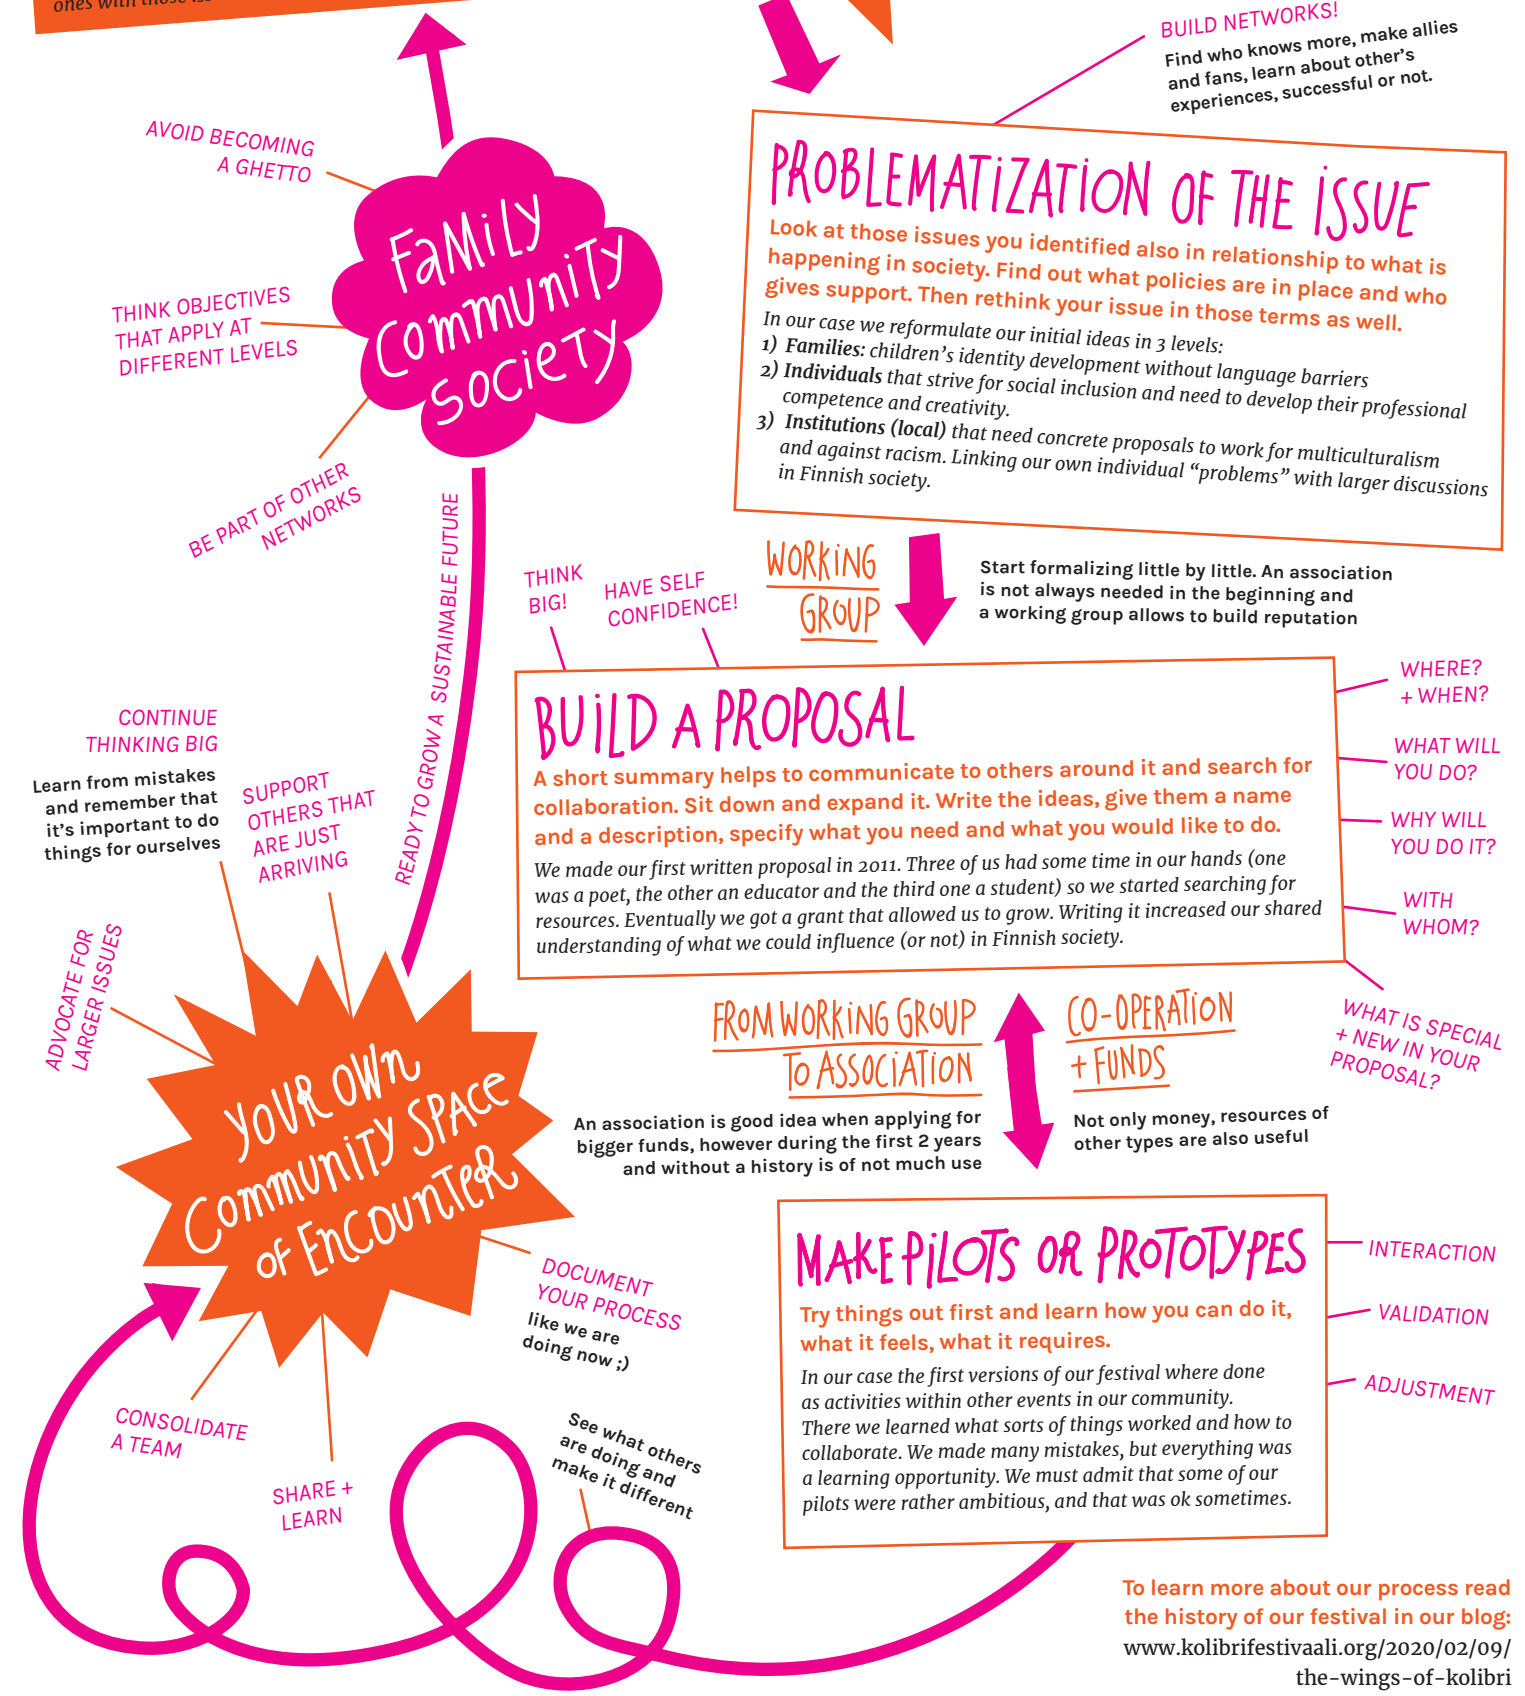 ones with those
BUILD NETWORKS!
Find who knows more, make allies
and fans, learn about other's
experiences, successful or not.
AVOID BECOMING
A GHETTO
FaMiLy
CommuniTy
SocieTy
THINK OBJECTIVES
THAT APPLY AT
DIFFERENT LEVELS
BE PART OF OTHER
NETWORKS
PROBLEMATiZATiON OF THE iSSUE
Look at those issues you identified also in relationship to what is
happening in society. Find out what policies are in place and who
gives support. Then rethink your issue in those terms as well.
In our case we reformulate our initial ideas in 3 levels:
1) Families: children's identity development without language barriers
2) Individuals that strive for social inclusion and need to develop their professional
competence and creativity.
3) Institutions (local) that need concrete proposals to work for multiculturalism
and against racism. Linking our own individual “problems” with larger discussions
in Finnish society.
WORKiNG
GROUP
Start formalizing little by little. An association
is not always needed in the beginning and
a working group allows to build reputation
READY TO GROW A SUSTAINABLE FUTURE
THINK
BIG!
HAVE SELF
CONFIDENCE!
BUiLD A PROPOSAL
A short summary helps to communicate to others around it and search for
collaboration. Sit down and expand it. Write the ideas, give them a name
and a description, specify what you need and what you would like to do.
We made our first written proposal in 2011. Three of us had some time in our hands (one
was a poet, the other an educator and the third one a student) so we started searching for
resources. Eventually we got a grant that allowed us to grow. Writing it increased our shared
understanding of what we could influence (or not) in Finnish society.
WHERE?
+ WHEN?
WHAT WILL
YOU DO?
WHY WILL
YOU DO IT?
WITH
WHOM?
WHAT IS SPECIAL
+ NEW IN YOUR
PROPOSAL?
CONTINUE
THINKING BIG
Learn from mistakes
and remember that
it's important to do
things for ourselves
SUPPORT
OTHERS THAT
ARE JUST
ARRIVING
ADVOCATE FOR
LARGER ISSUES
YOUR OWN
CommuniTy SPACe
oF EnCOUnTeR
FROM WORKiNG GROUP
To ASSOCiATiON
An association is good idea when applying for
bigger funds, however during the first 2 years
and without a history is of not much use
CO-OPERATiON
+ FUNDS
Not only money, resources of
other types are also useful
DOCUMENT
YOUR PROCESS
like we are
doing now ;)
CONSOLIDATE
A TEAM
SHARE +
LEARN
See what others
are doing and
make it different
MAKE PiLOTS OR PROTOTYPES
Try things out first and learn how you can do it,
what it feels, what it requires.
In our case the first versions of our festival where done
as activities within other events in our community.
There we learned what sorts of things worked and how to
collaborate. We made many mistakes, but everything was
a learning opportunity. We must admit that some of our
pilots were rather ambitious, and that was ok sometimes.
INTERACTION
VALIDATION
ADJUSTMENT
To learn more about our process read
the history of our festival in our blog:
www.kolibrifestivaali.org/2020/02/09/
the-wings-of-kolibri